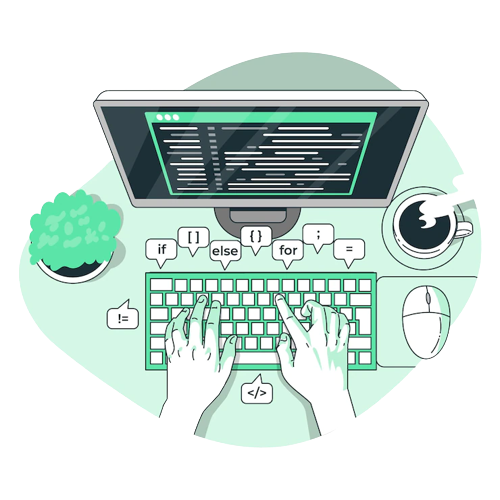 if
[ ]
else
{ }
for
;
=
!=
</>